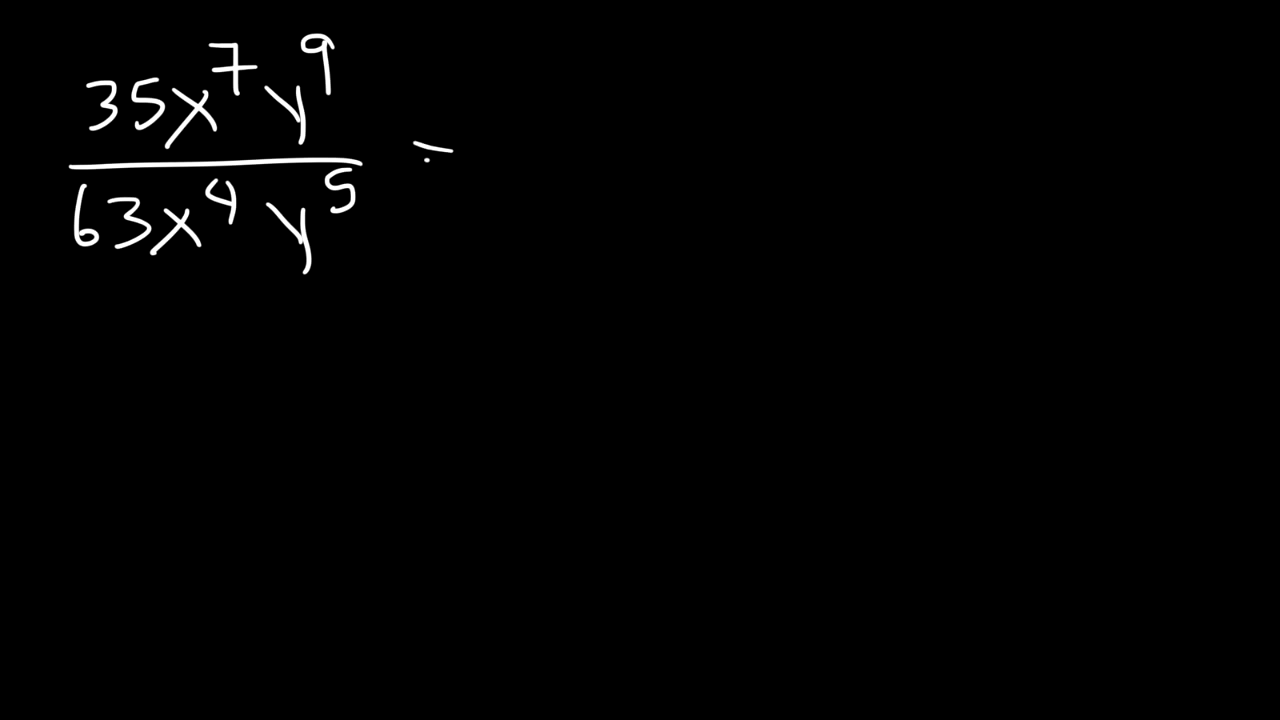 35x⁷y⁹
63x⁴y⁵ =